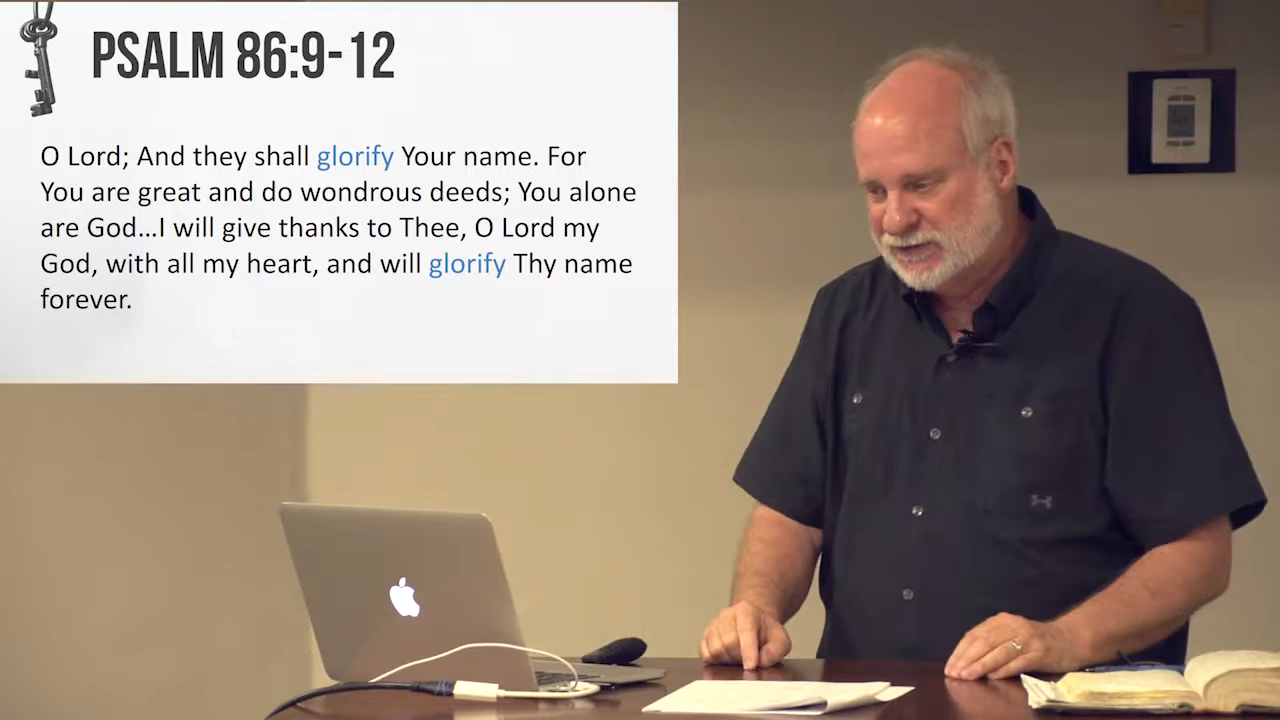 PSALM 86:9-12
O Lord; And they shall glorify Your name. For
You are great and do wondrous deeds; You alone
are God…I will give thanks to Thee, O Lord my
God, with all my heart, and will glorify Thy name
forever.